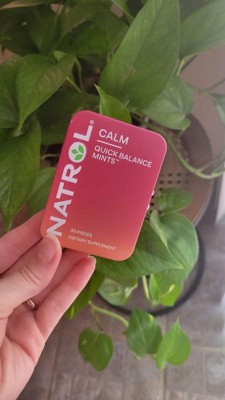 NATROL®
CALM
QUICK BALANCE
MINTS™
30 PIECES
DIETARY SUPPLEMENT